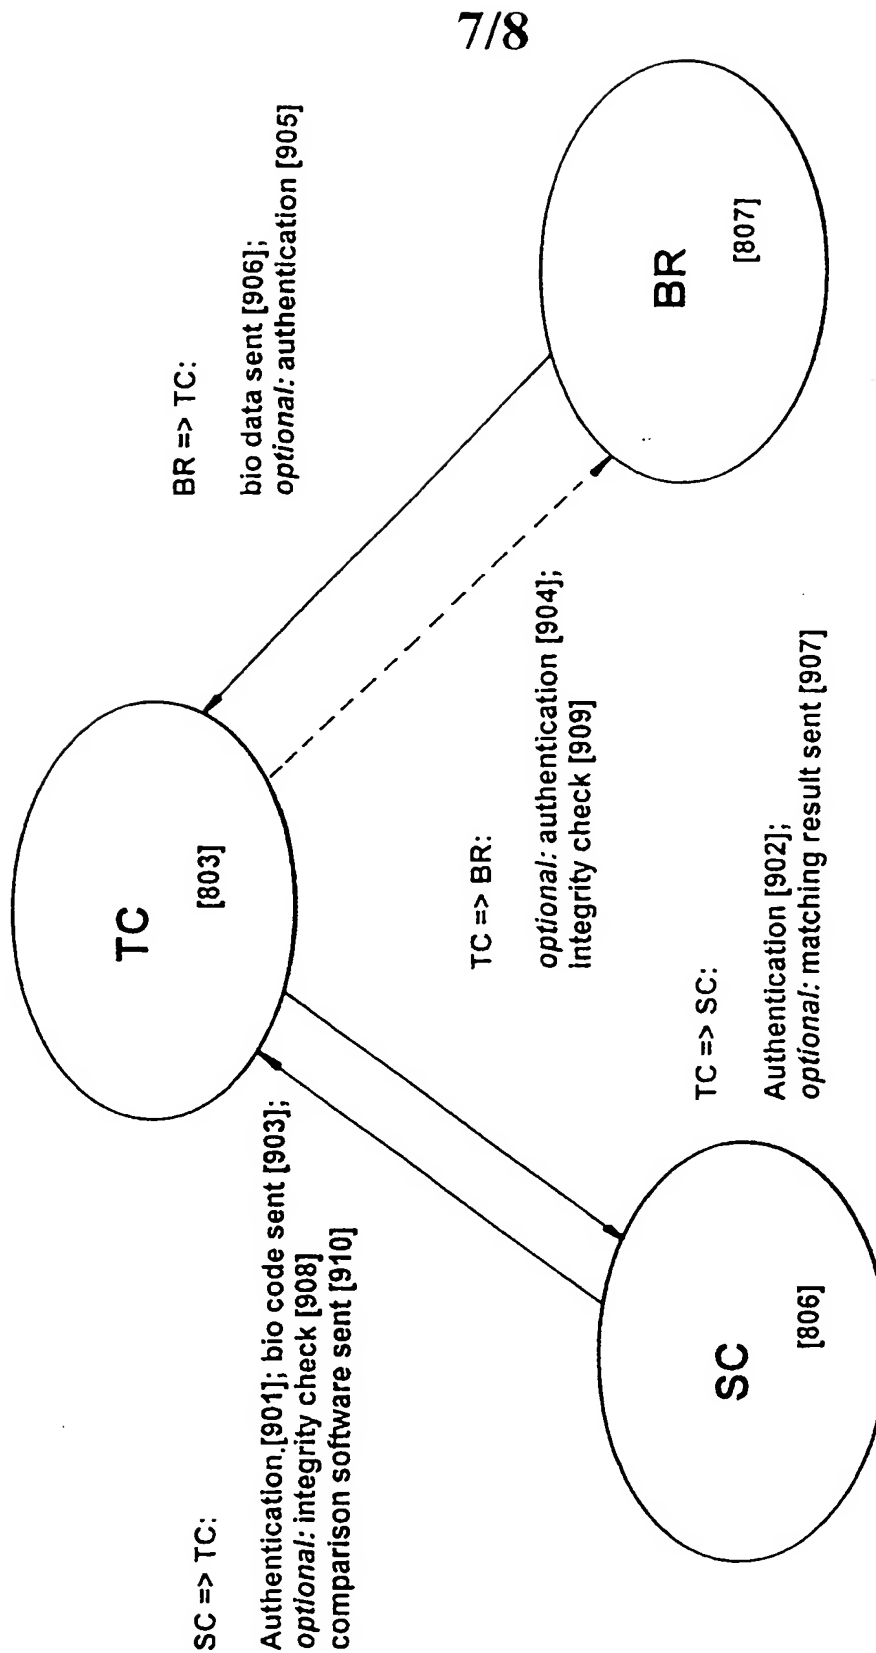 7/8
SC => TC:
Authentication.[901]; bio code sent [903];
optional: integrity check [908]
comparison software sent [910]
TC
[803]
BR => TC:
bio data sent [906];
optional: authentication [905]
TC => BR:
optional: authentication [904];
integrity check [909]
TC => SC:
Authentication [902];
optional: matching result sent [907]
SC
[806]
BR
[807]